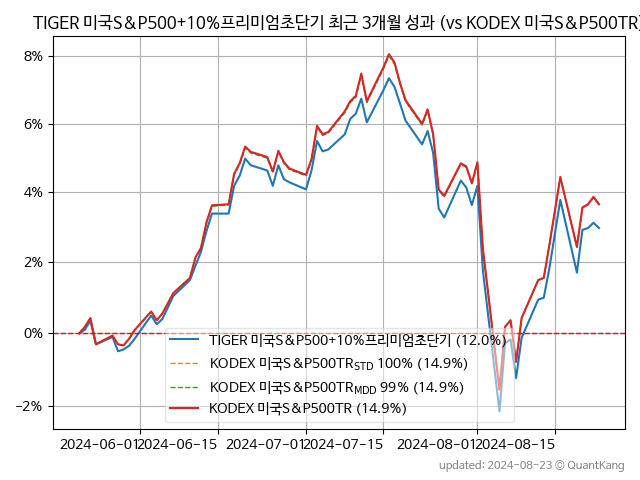 TIGER 미국S&P500+10%프리미엄초단기 최근 3개월 성과 (vs KODEX 미국S&P500TR)
8%
6%
4%
2%
0%
−2%
TIGER 미국S&P500+10%프리미엄초단기 (12.0%)
KODEX 미국S&P500TRSTD 100% (14.9%)
KODEX 미국S&P500TRMDD 99% (14.9%)
KODEX 미국S&P500TR (14.9%)
2024−06−01 2024−06−15 2024−07−01 2024−07−15 2024−08−01 2024−08−15
updated: 2024-08-23 © QuantKang